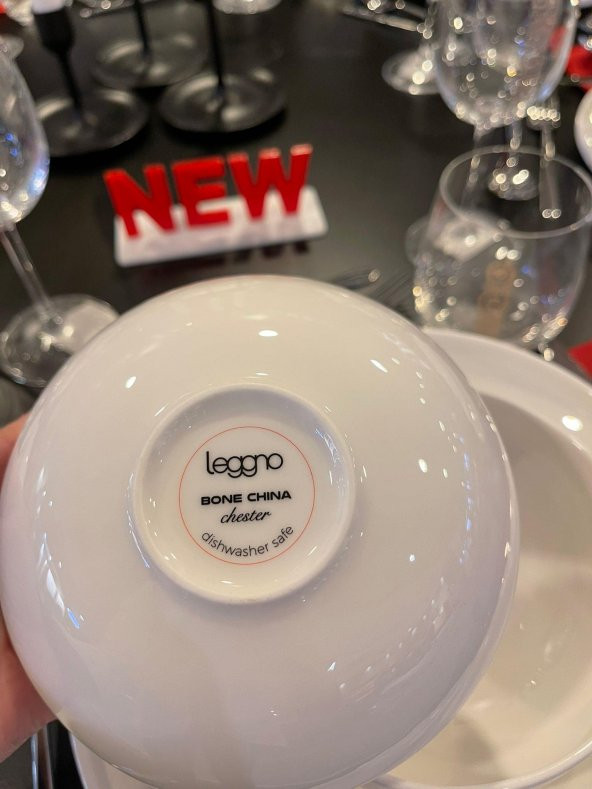 NEW
leggno
BONE CHINA
chester
dishwasher safe